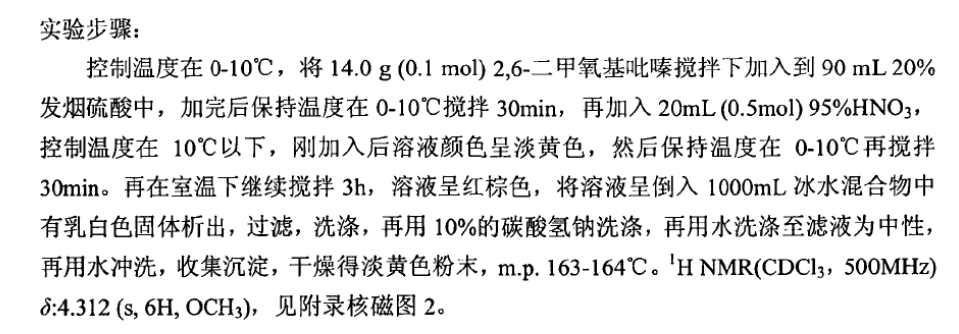 实验步骤：
控制温度在 0-10℃，将 14.0 g (0.1 mol) 2,6-二甲氧基吡嗪搅拌下加入到 90 mL 20%
发烟硫酸中，加完后保持温度在 0-10℃搅拌 30min，再加入 20mL (0.5mol) 95%HNO₃，
控制温度在 10℃以下，刚加入后溶液颜色呈淡黄色，然后保持温度在 0-10℃再搅拌
30min。再在室温下继续搅拌 3h，溶液呈红棕色，将溶液呈倒入 1000mL 冰水混合物中
有乳白色固体析出，过滤，洗涤，再用 10%的碳酸氢钠洗涤，再用水洗涤至滤液为中性，
再用水冲洗，收集沉淀，干燥得淡黄色粉末，m.p. 163-164℃。¹H NMR(CDCl₃，500MHz)
δ:4.312 (s, 6H, OCH₃)，见附录核磁图 2。